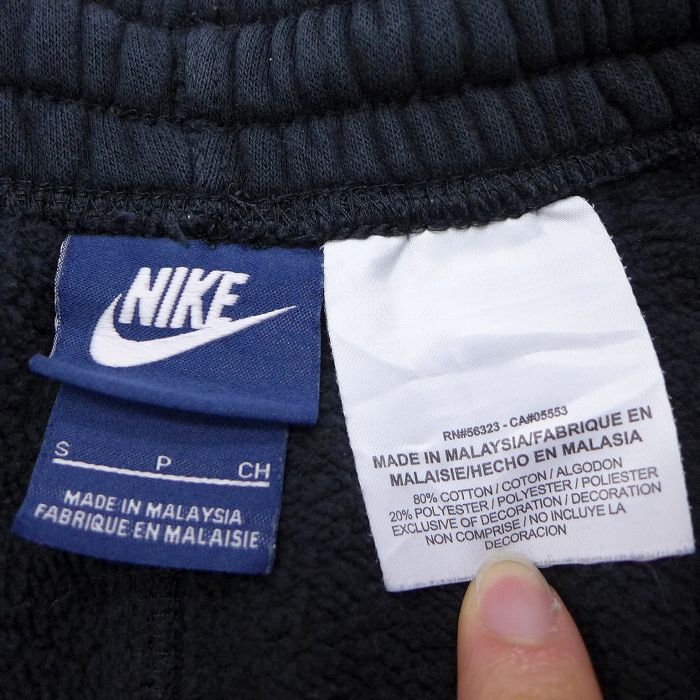 NIKE
S P CH
MADE IN MALAYSIA
FABRIQUE EN MALAISIE
RN#56323 - CA#05553
MADE IN MALAYSIA/FABRIQUE EN
MALAISIE/HECHO EN MALASIA
80% COTTON / COTON / ALGODON
20% POLYESTER / POLYESTER / POLIESTER
EXCLUSIVE OF DECORATION / DECORATION
NON COMPRISE / NO INCLUYE LA
DECORACION